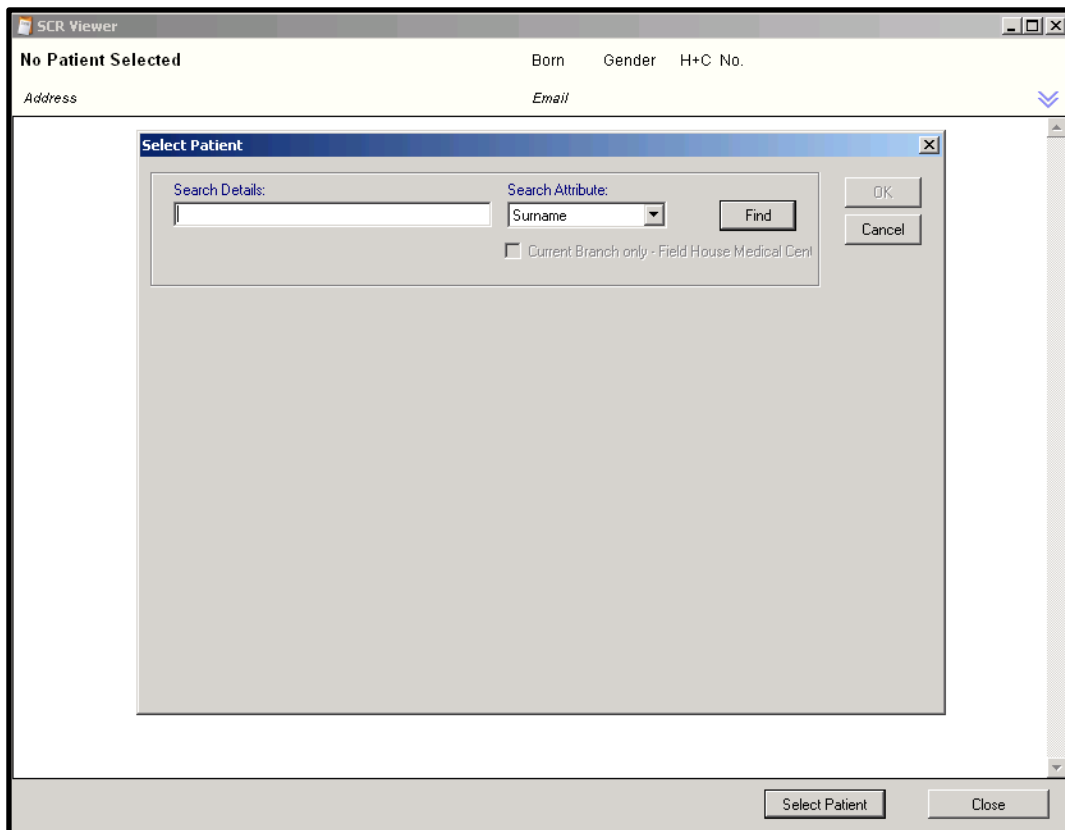 SCR Viewer
No Patient Selected Born Gender H+C No.
Address Email
Select Patient
Search Details: Search Attribute:
Surname Find OK
Cancel
Current Branch only - Field House Medical Cent
Select Patient Close